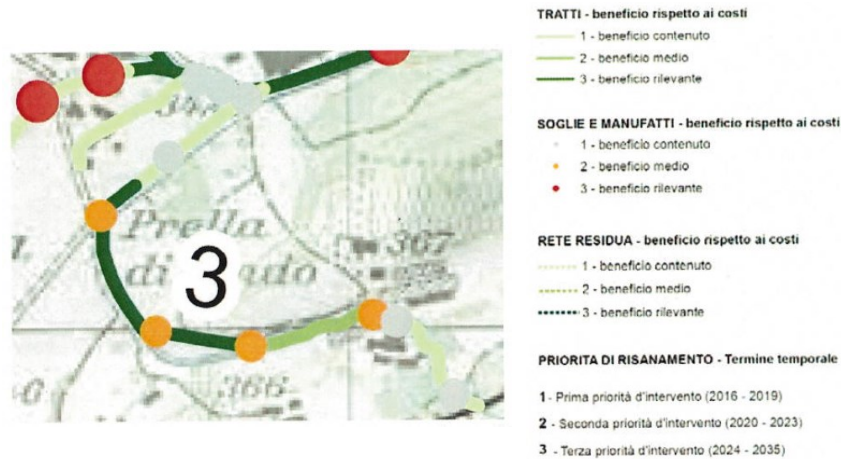 TRATTI - beneficio rispetto ai costi
1 - beneficio contenuto
2 - beneficio medio
3 - beneficio rilevante
SOGLIE E MANUFATTI - beneficio rispetto ai costi
1 - beneficio contenuto
2 - beneficio medio
3 - beneficio rilevante
RETE RESIDUA - beneficio rispetto ai costi
1 - beneficio contenuto
2 - beneficio medio
3 - beneficio rilevante
PRIORITA DI RISANAMENTO - Termine temporale
1 - Prima priorità d'intervento (2016 - 2019)
2 - Seconda priorità d'intervento (2020 - 2023)
3 - Terza priorità d'intervento (2024 - 2035)
Prella
di
3
367
366